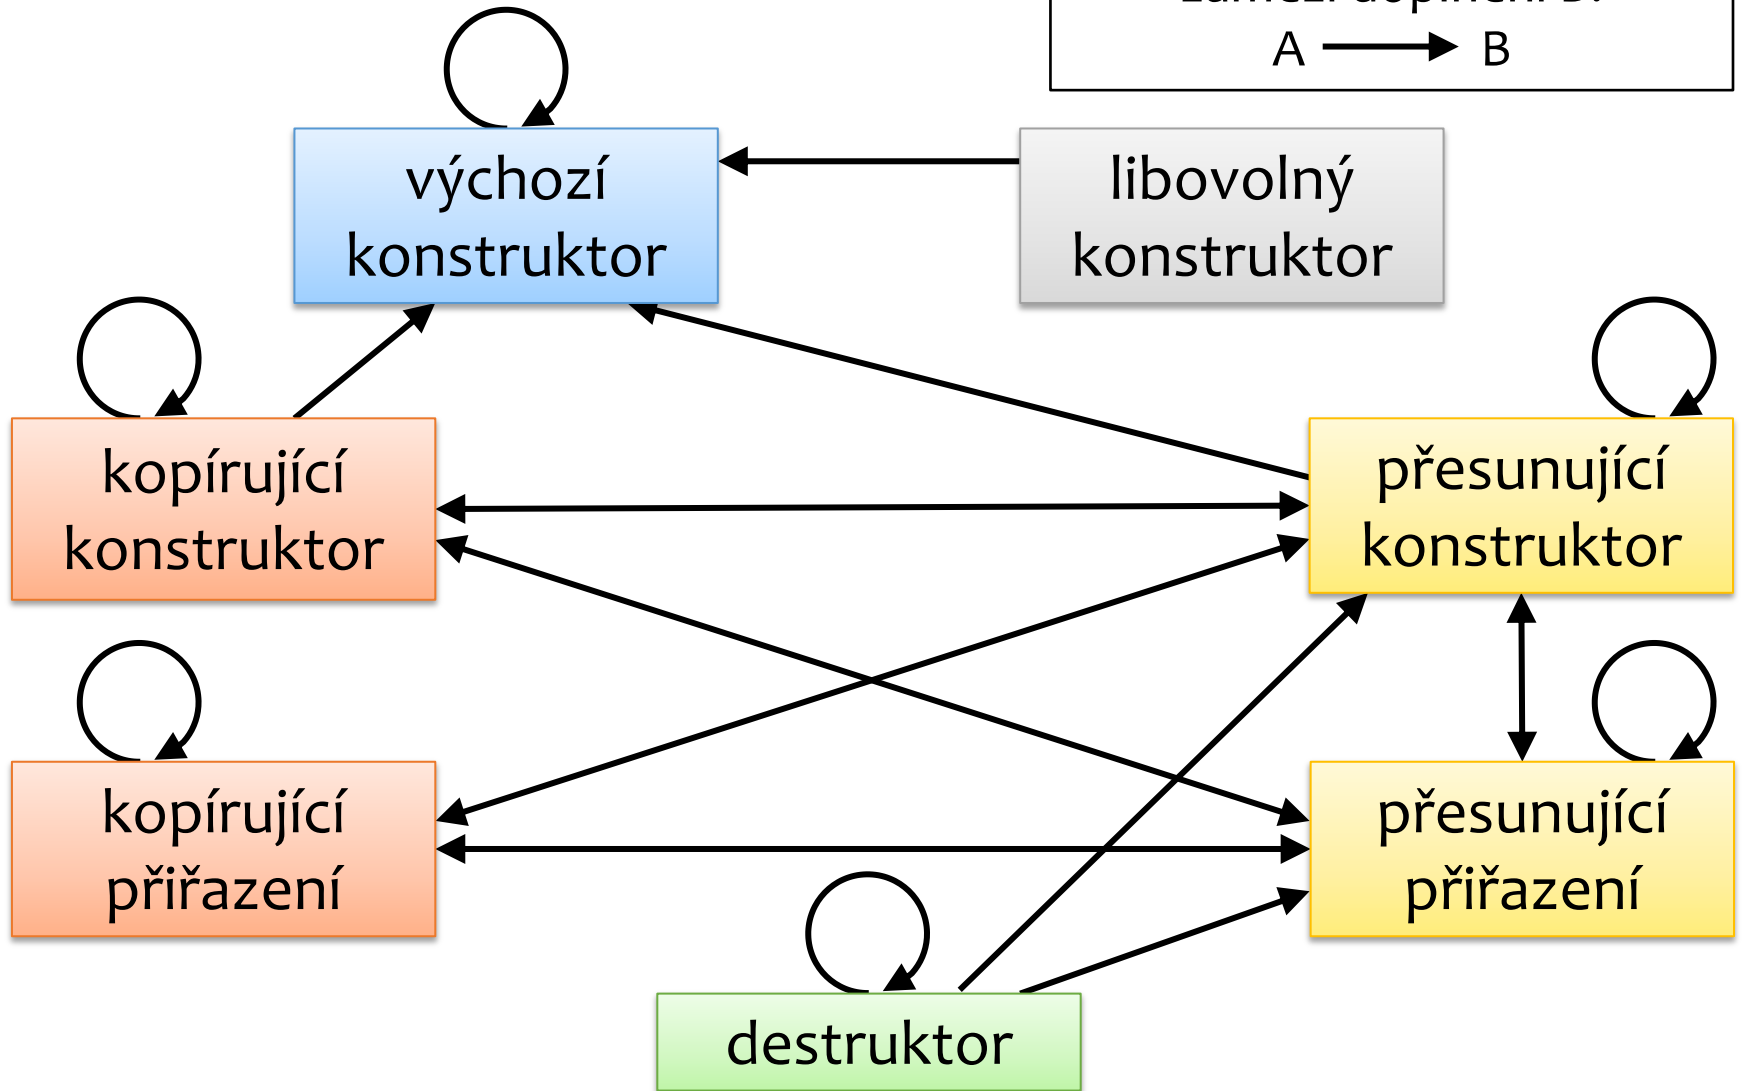 A B
výchozí
konstruktor
libovolný
konstruktor
kopírující
konstruktor
přesunující
konstruktor
kopírující
přiřazení
přesunující
přiřazení
destruktor